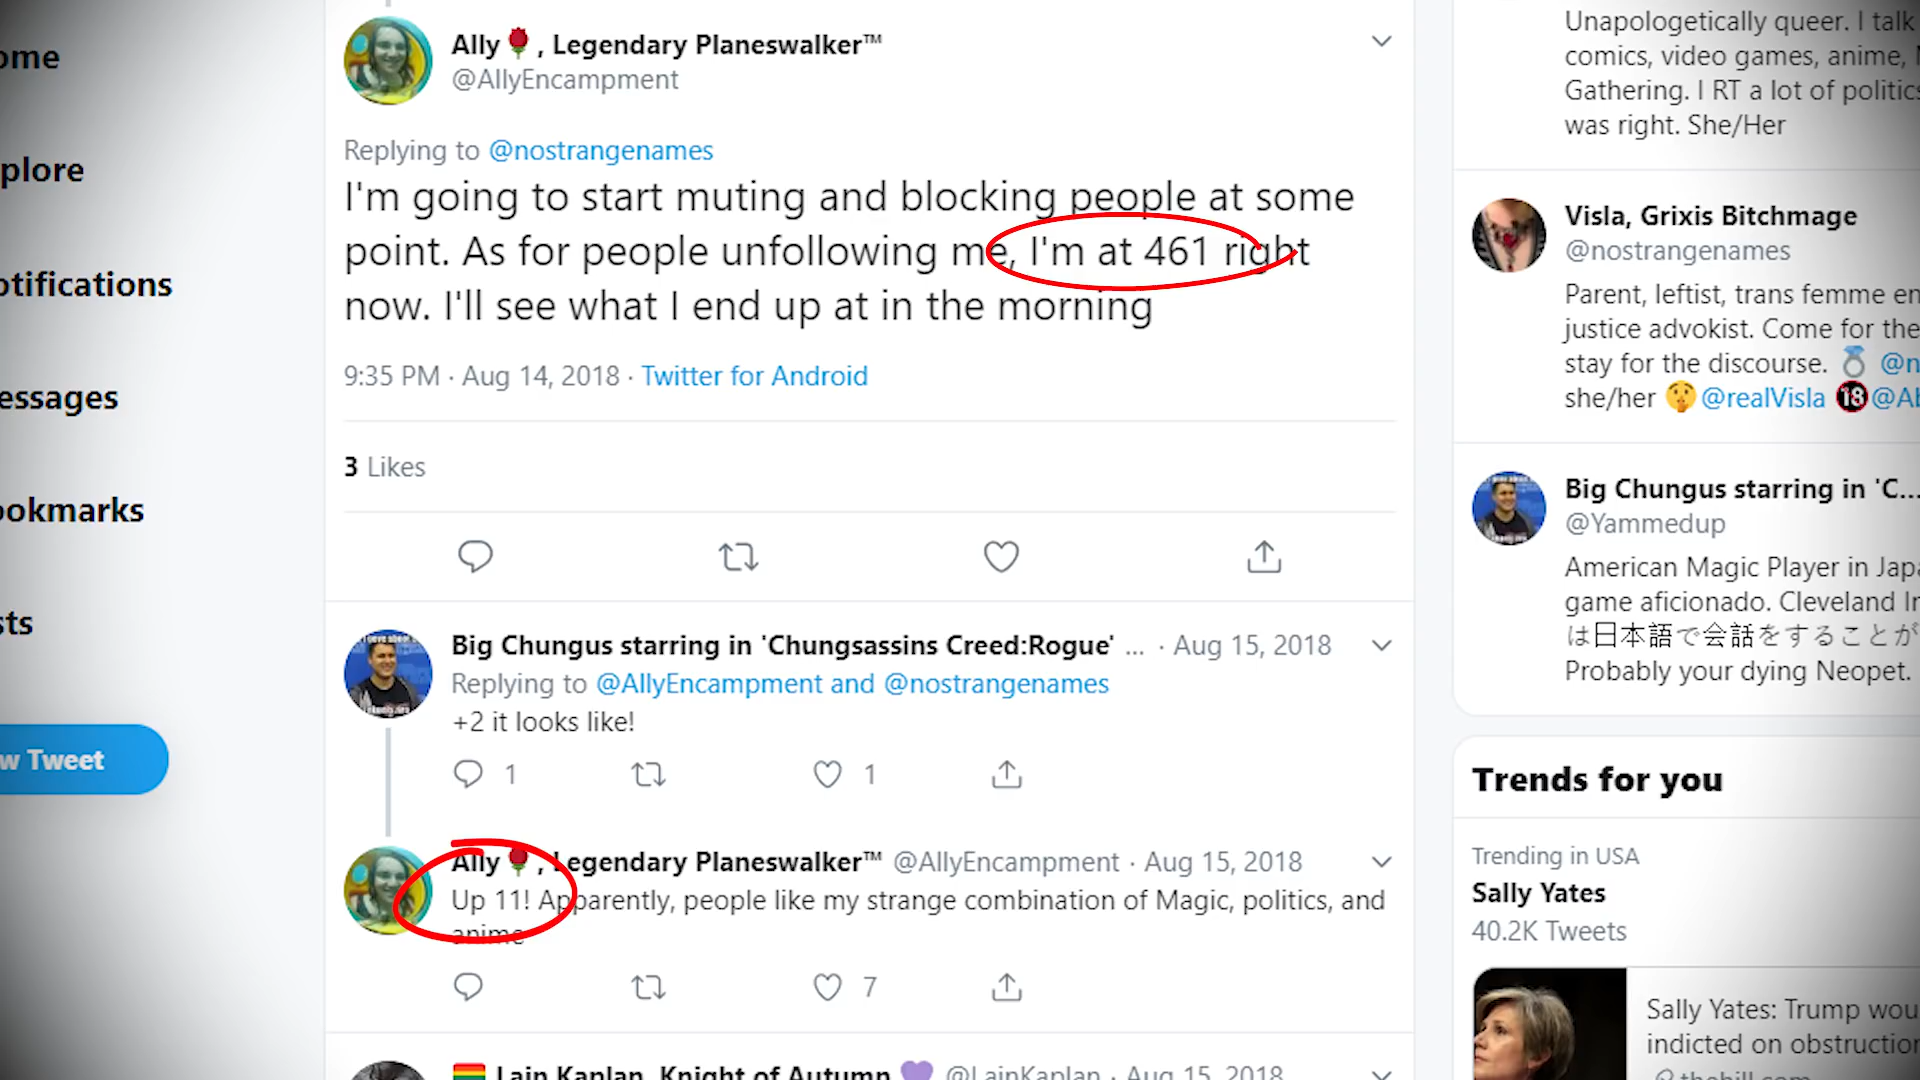 ome
plore
otifications
essages
ookmarks
sts
w Tweet
Ally🌹, Legendary Planeswalker™
@AllyEncampment
Replying to @nostrangenames
I'm going to start muting and blocking people at some
point. As for people unfollowing me, I'm at 461 right
now. I'll see what I end up at in the morning
9:35 PM · Aug 14, 2018 · Twitter for Android
3 Likes
Big Chungus starring in 'Chungsassins Creed:Rogue' ... · Aug 15, 2018
Replying to @AllyEncampment and @nostrangenames
+2 it looks like!
1
1
Ally🌹, Legendary Planeswalker™ @AllyEncampment · Aug 15, 2018
Up 11! Apparently, people like my strange combination of Magic, politics, and
anime
7
Lain Kaplan, Knight of Autumn 💜 @LainKaplan · Aug 15, 2018
Unapologetically queer. I talk
comics, video games, anime,
Gathering. I RT a lot of politics
was right. She/Her
Visla, Grixis Bitchmage
@nostrangenames
Parent, leftist, trans femme en
justice advokist. Come for the
stay for the discourse. 💍 @n
she/her 🤫@realVisla 🔞@Al
Big Chungus starring in 'C...
@Yammedup
American Magic Player in Japa
game aficionado. Cleveland In
は日本語で会話をすることが
Probably your dying Neopet.
Trends for you
Trending in USA
Sally Yates
40.2K Tweets
Sally Yates: Trump wou
indicted on obstruction
thehill.com